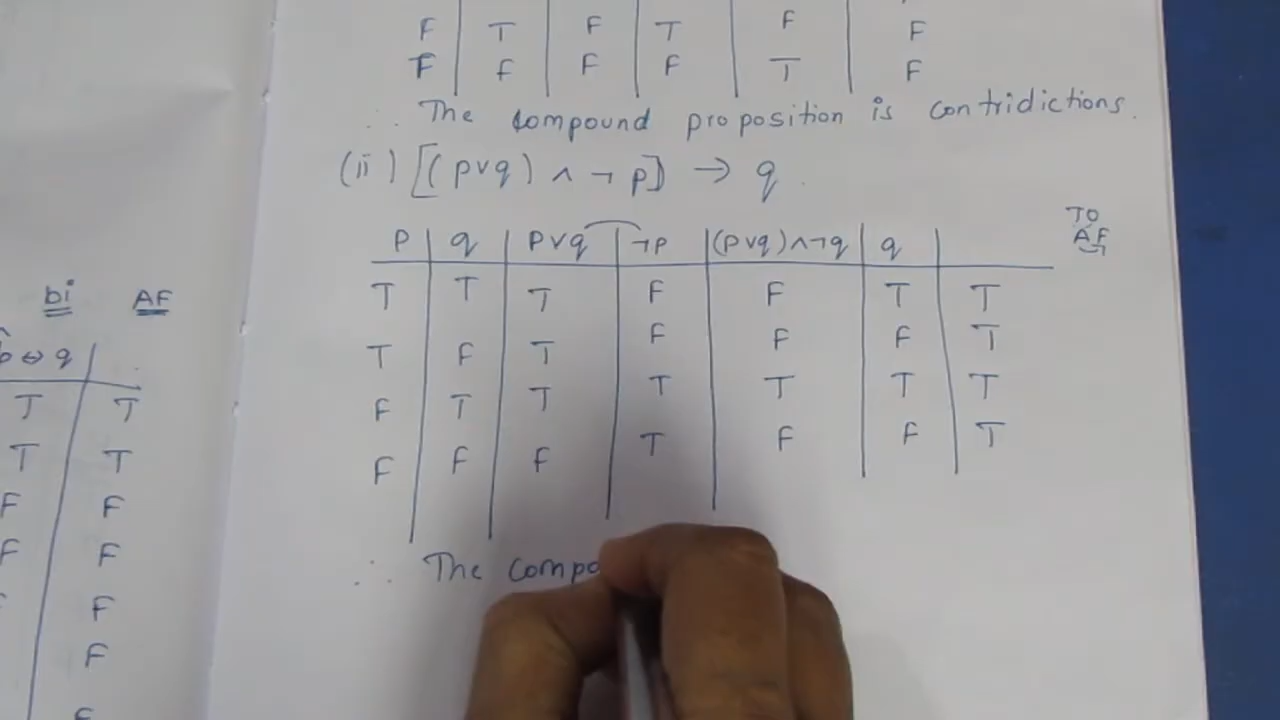 F T F T F F
F F F F T F
∴ The compound proposition is contridictions.
(ii) [(p∨q) ∧ ¬ p] → q
TO
AF
p q p∨q ¬p (p∨q)∧¬q q
T T T F F T T
T F T F F F T
F T T T T T T
F F F T F F T
∴ The compo
bi AF
p ⇔ q
T T
T T
F F
F F
F
F